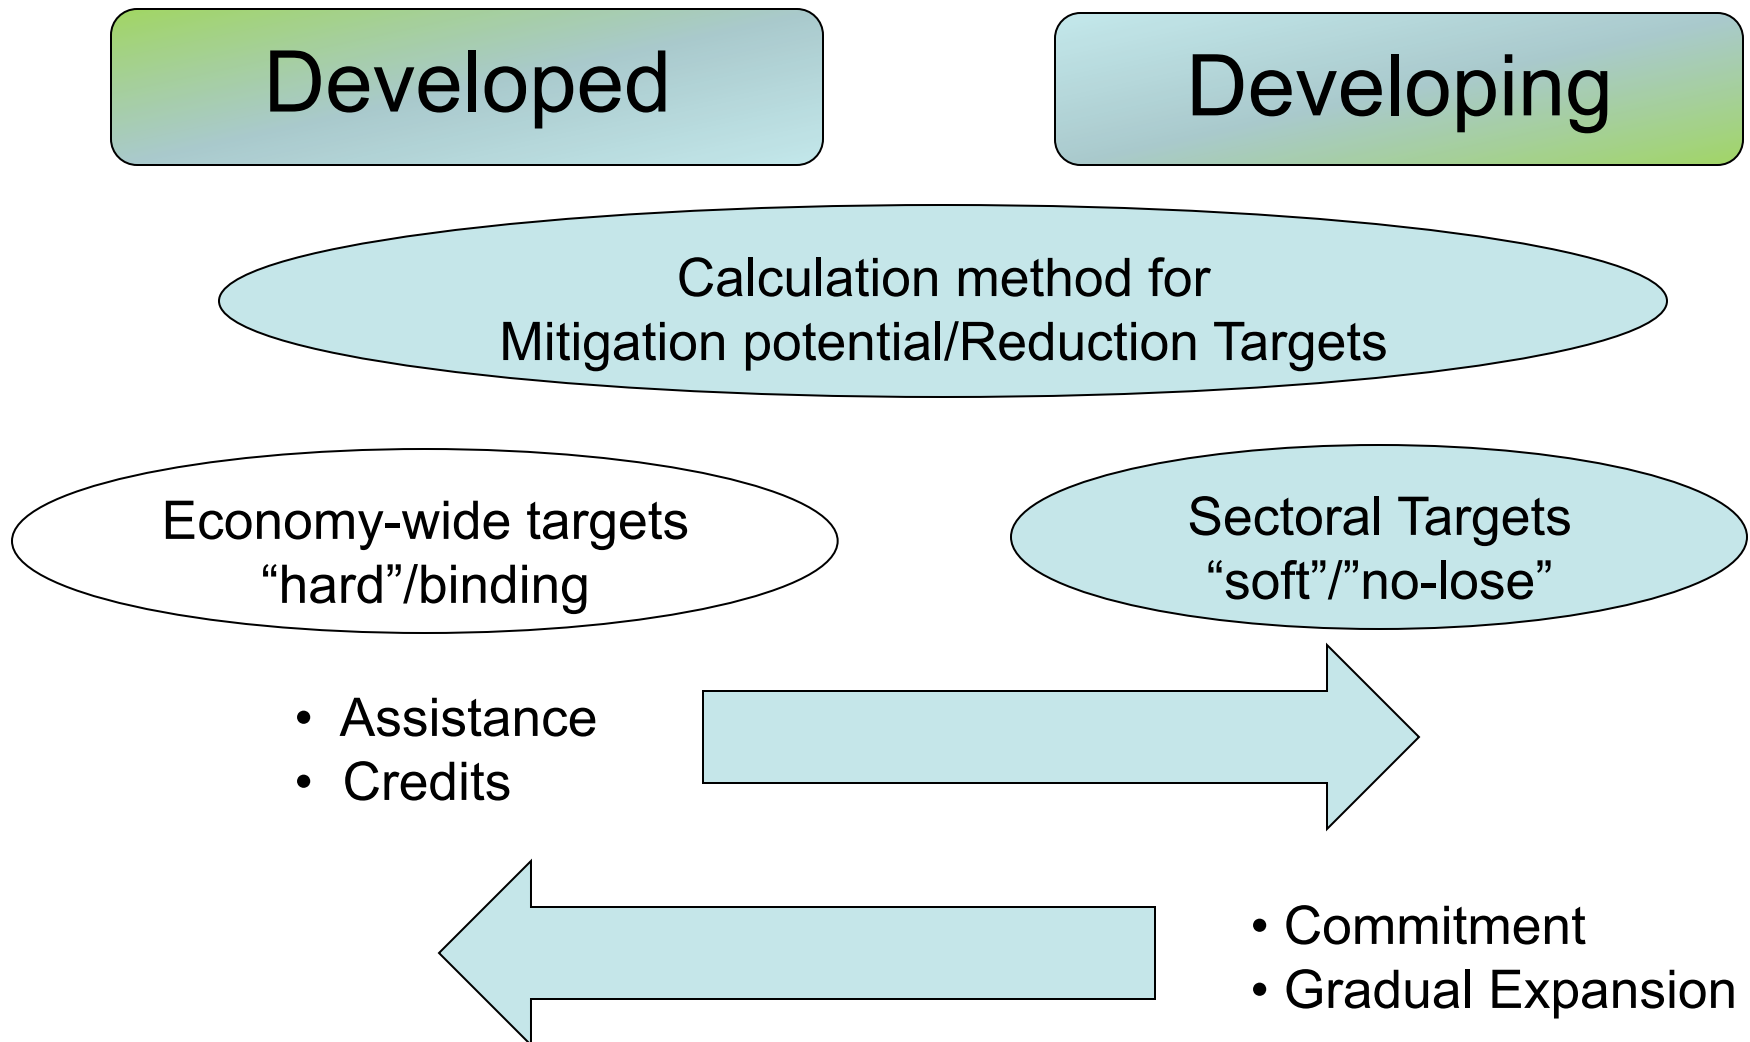 Developed
Developing
Calculation method for
Mitigation potential/Reduction Targets
Economy-wide targets
“hard”/binding
Sectoral Targets
“soft”/”no-lose”
• Assistance
• Credits
• Commitment
• Gradual Expansion